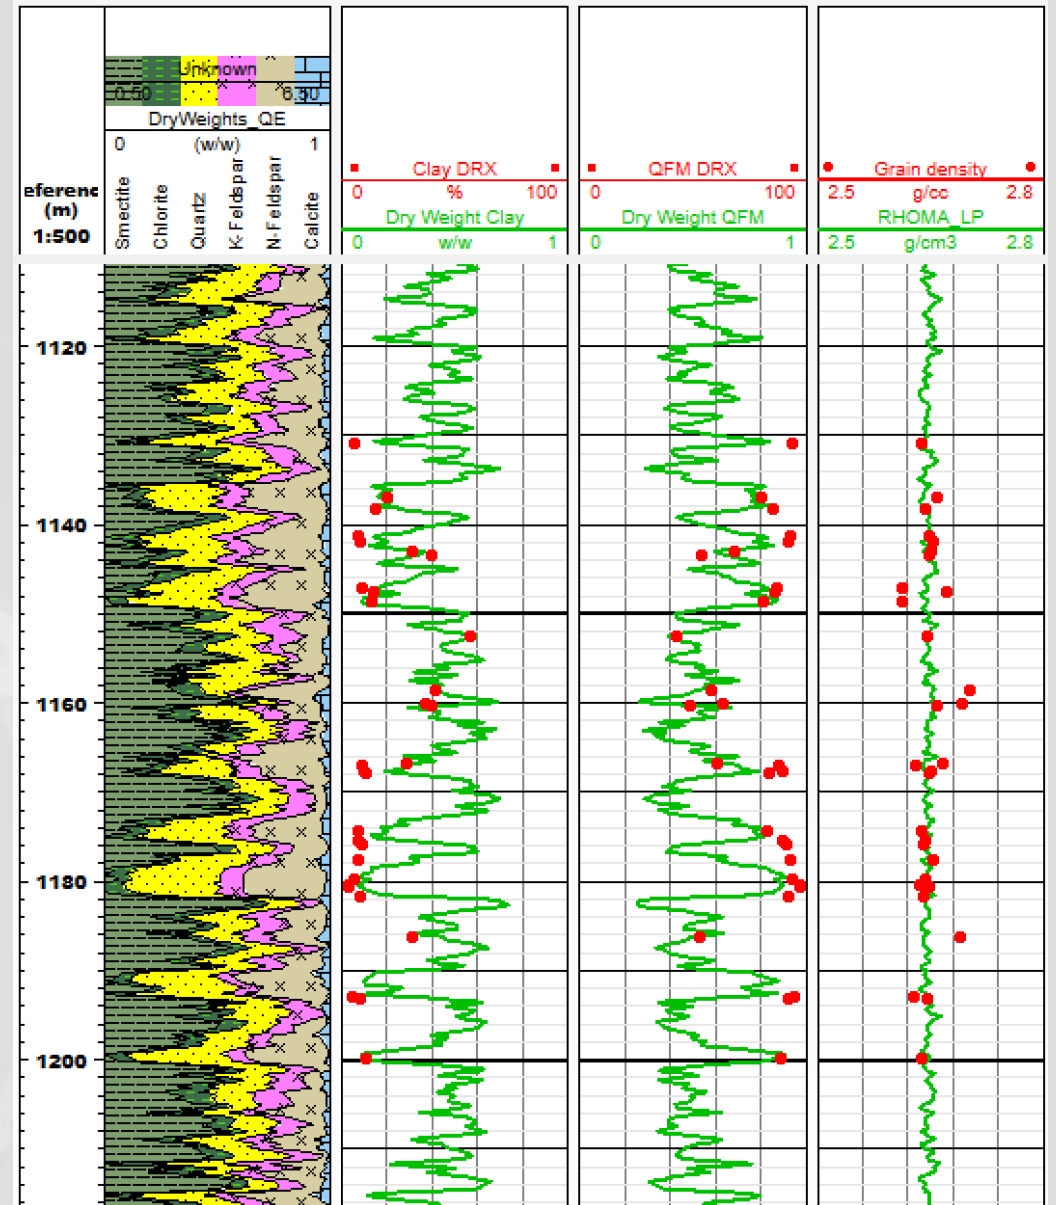 Unknown
0.50 6.50
DryWeights_QE
0 (w/w) 1
Smectite
Chlorite
Quartz
K-Feldspar
N-Feldspar
Calcite
eferenc
(m)
1:500
Clay DRX
0 % 100
Dry Weight Clay
0 w/w 1
QFM DRX
0 100
Dry Weight QFM
0 1
Grain density
2.5 g/cc 2.8
RHOMA_LP
2.5 g/cm3 2.8
1120
1140
1160
1180
1200